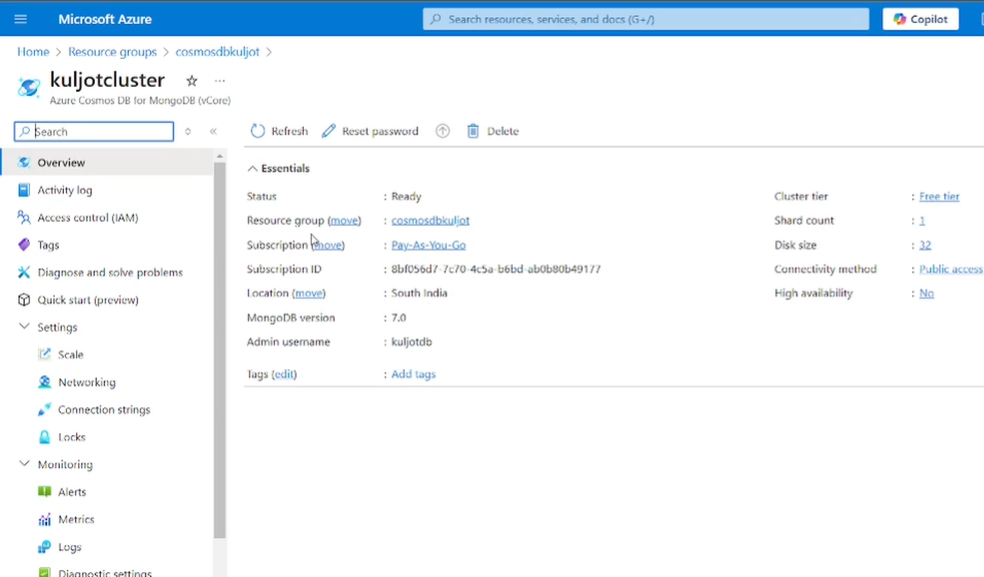 Microsoft Azure
Search resources, services, and docs (G+/)
Copilot
Home > Resource groups > cosmosdbkuljot >
kuljotcluster
Azure Cosmos DB for MongoDB (vCore)
Search
Refresh
Reset password
Delete
Overview
Activity log
Access control (IAM)
Tags
Diagnose and solve problems
Quick start (preview)
Settings
Scale
Networking
Connection strings
Locks
Monitoring
Alerts
Metrics
Logs
Diagnostic settings
Essentials
Status : Ready
Resource group (move) : cosmosdbkuljot
Subscription (move) : Pay-As-You-Go
Subscription ID : 8bf056d7-7c70-4c5a-b6bd-ab0b80b49177
Location (move) : South India
MongoDB version : 7.0
Admin username : kuljotdb
Tags (edit) : Add tags
Cluster tier : Free tier
Shard count : 1
Disk size : 32
Connectivity method : Public access
High availability : No